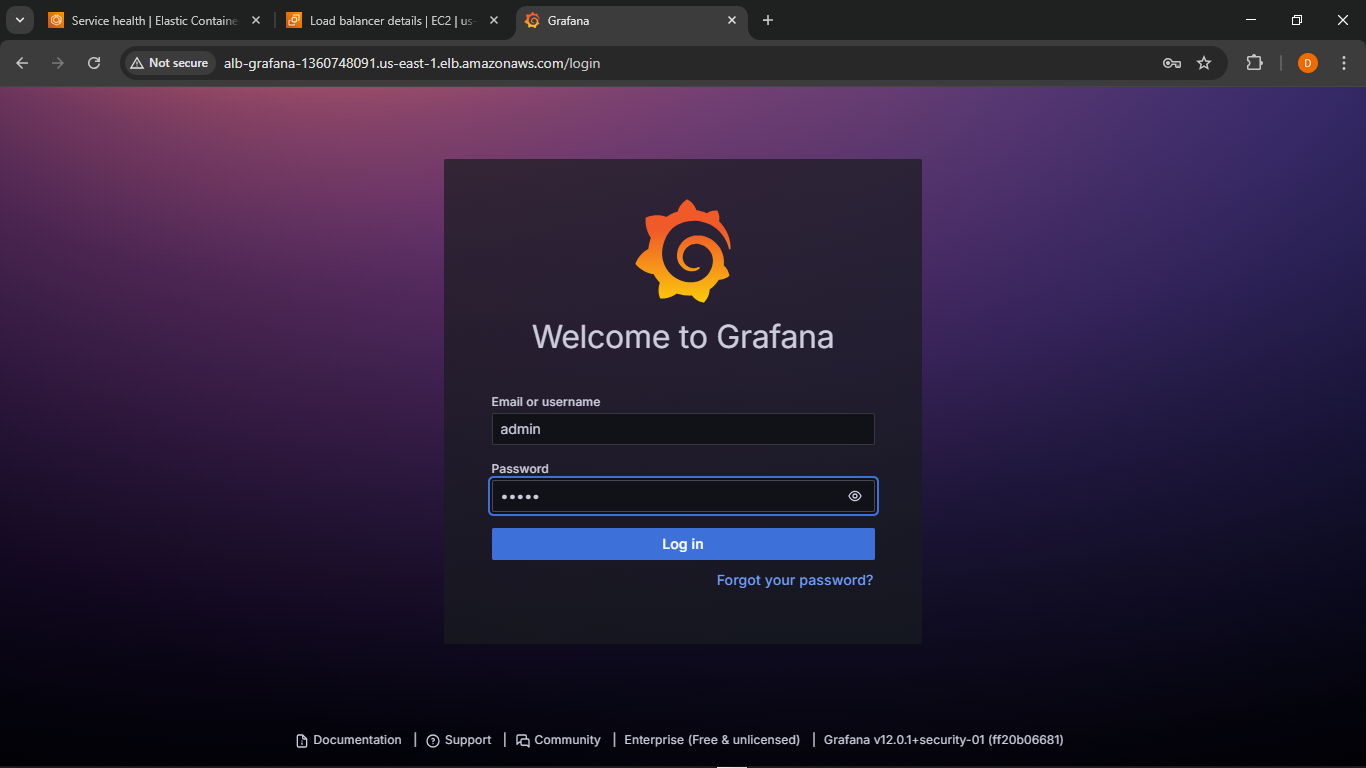 Service health | Elastic Containe
Load balancer details | EC2 | us-
Grafana
Not secure
alb-grafana-1360748091.us-east-1.elb.amazonaws.com/login
D
Welcome to Grafana
Email or username
admin
Password
•••••
Log in
Forgot your password?
Documentation | Support | Community | Enterprise (Free & unlicensed) | Grafana v12.0.1+security-01 (ff20b06681)